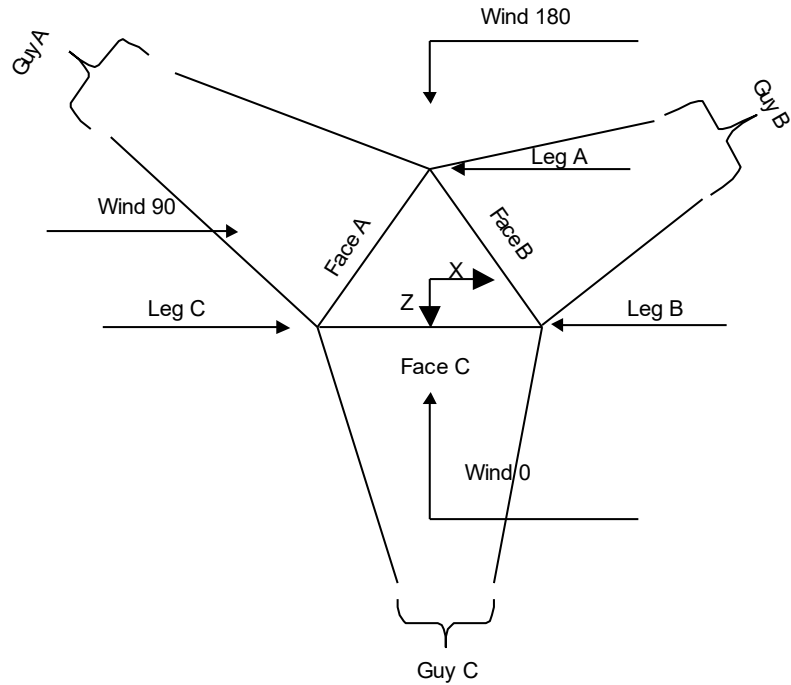 Wind 180
Guy A
Guy B
Leg A
Wind 90
Face A
Face B
X
Z
Leg C
Leg B
Face C
Wind 0
Guy C